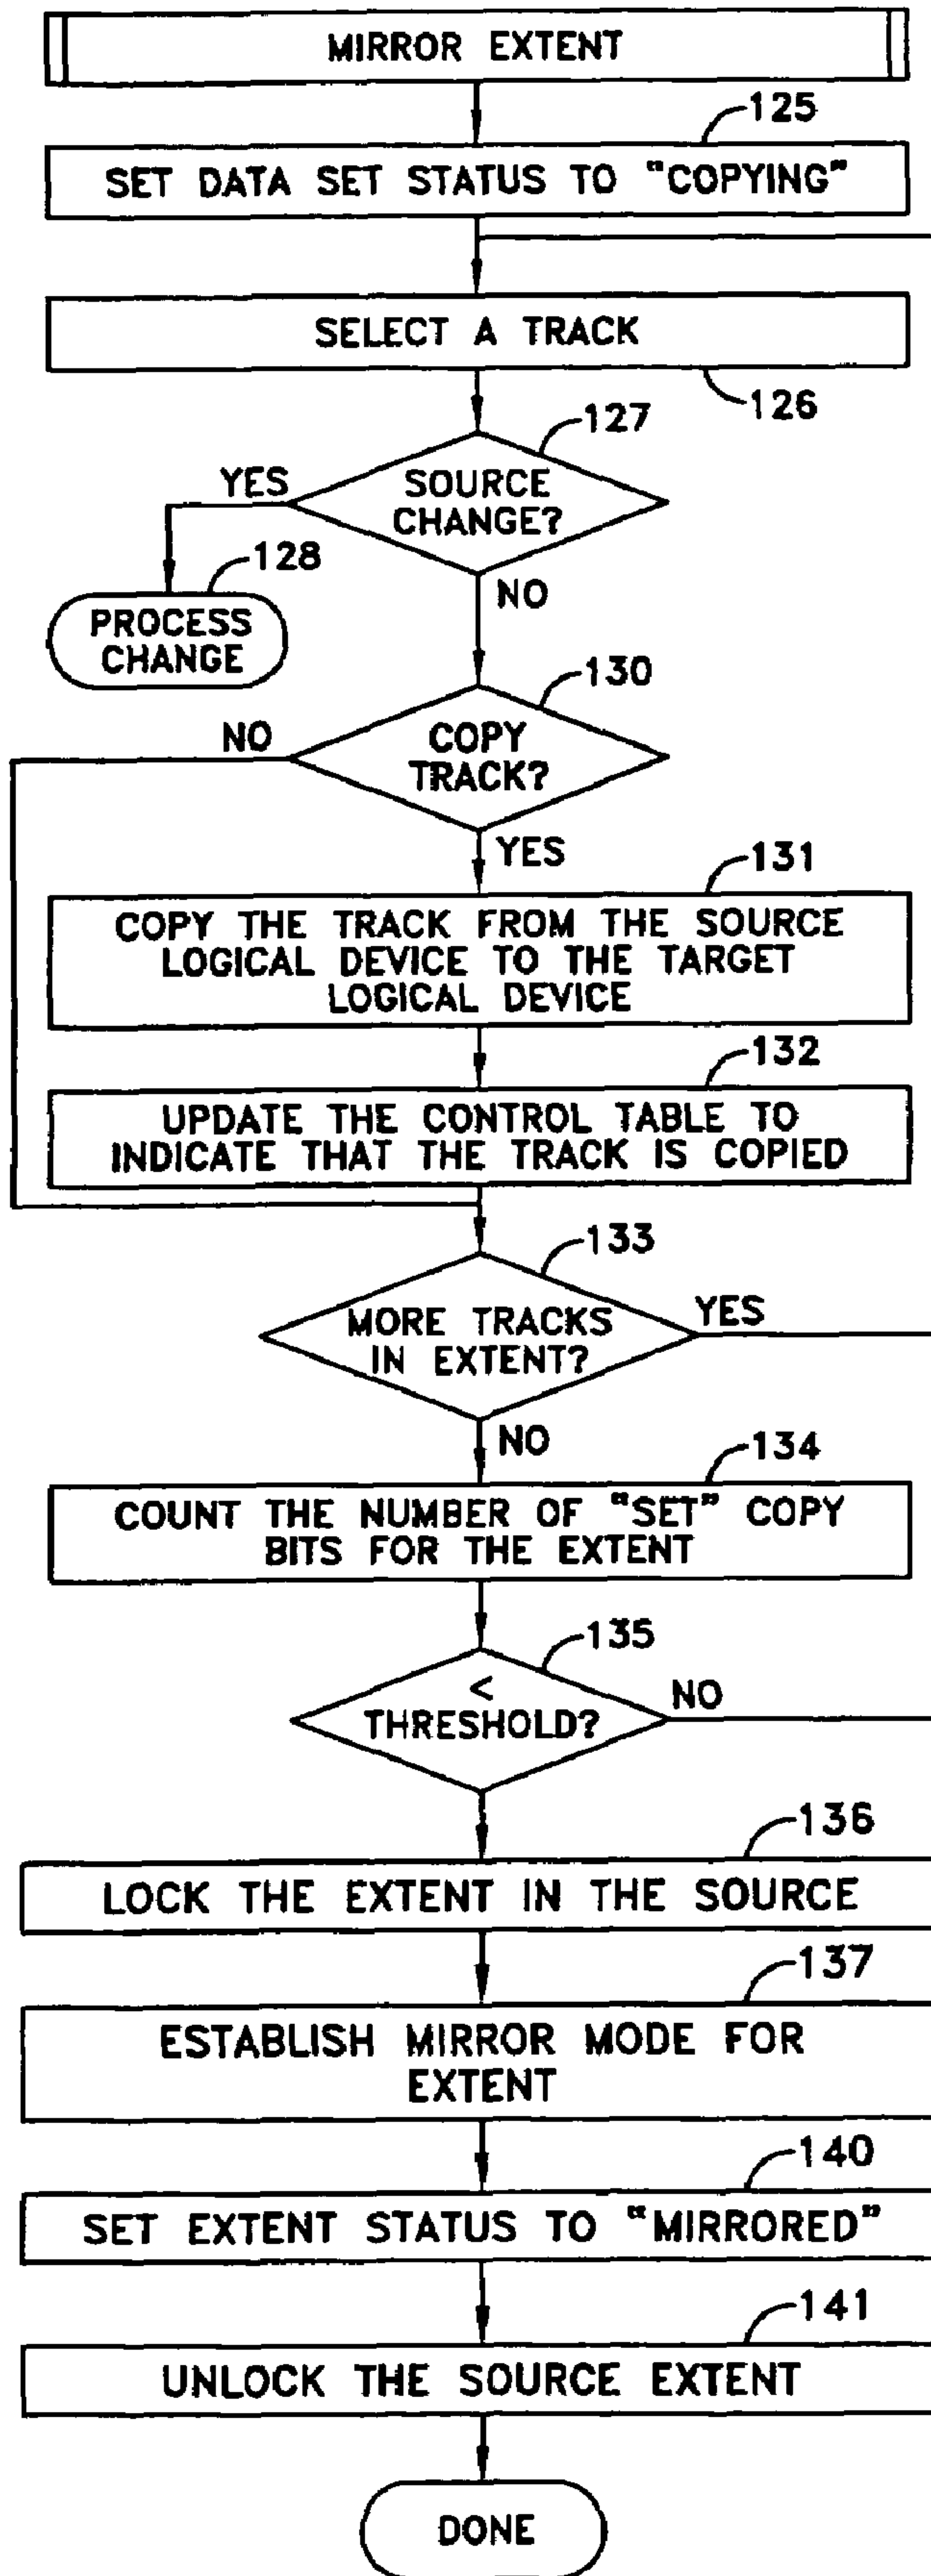 MIRROR EXTENT
125
SET DATA SET STATUS TO "COPYING"
SELECT A TRACK
126
127
YES
SOURCE
CHANGE?
128
NO
PROCESS
CHANGE
130
NO
COPY
TRACK?
YES
131
COPY THE TRACK FROM THE SOURCE
LOGICAL DEVICE TO THE TARGET
LOGICAL DEVICE
132
UPDATE THE CONTROL TABLE TO
INDICATE THAT THE TRACK IS COPIED
133
MORE TRACKS
IN EXTENT?
YES
NO
134
COUNT THE NUMBER OF "SET" COPY
BITS FOR THE EXTENT
135
<
THRESHOLD?
NO
136
LOCK THE EXTENT IN THE SOURCE
137
ESTABLISH MIRROR MODE FOR
EXTENT
140
SET EXTENT STATUS TO "MIRRORED"
141
UNLOCK THE SOURCE EXTENT
DONE